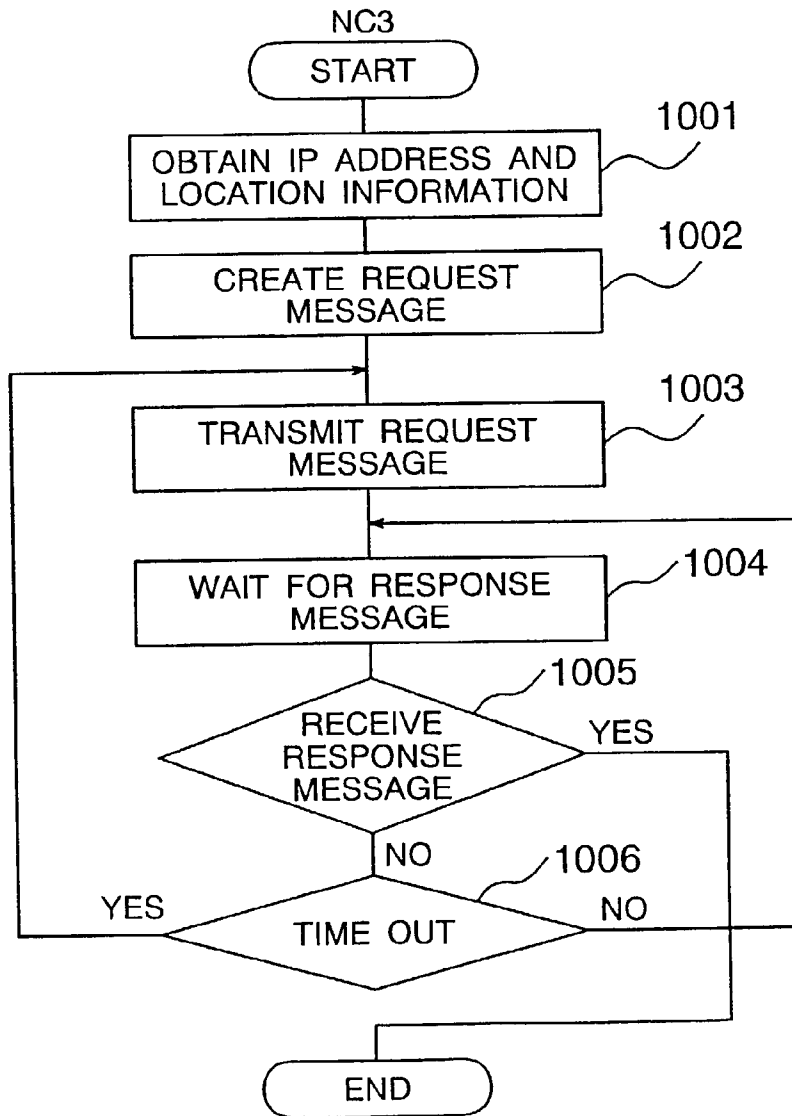 NC3
START
1001
OBTAIN IP ADDRESS AND
LOCATION INFORMATION
1002
CREATE REQUEST
MESSAGE
1003
TRANSMIT REQUEST
MESSAGE
1004
WAIT FOR RESPONSE
MESSAGE
1005
RECEIVE
RESPONSE
MESSAGE
YES
NO
1006
YES
TIME OUT
NO
END